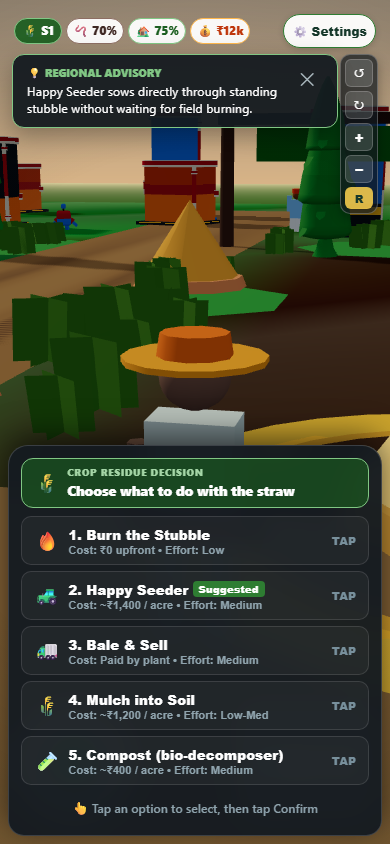 S1
70%
75%
₹12k
Settings
REGIONAL ADVISORY
Happy Seeder sows directly through standing
stubble without waiting for field burning.
↺
↻
+
−
R
CROP RESIDUE DECISION
Choose what to do with the straw
1. Burn the Stubble
Cost: ₹0 upfront • Effort: Low
TAP
2. Happy Seeder Suggested
Cost: ~₹1,400 / acre • Effort: Medium
TAP
3. Bale & Sell
Cost: Paid by plant • Effort: Medium
TAP
4. Mulch into Soil
Cost: ~₹1,200 / acre • Effort: Low-Med
TAP
5. Compost (bio-decomposer)
Cost: ~₹400 / acre • Effort: Medium
TAP
Tap an option to select, then tap Confirm